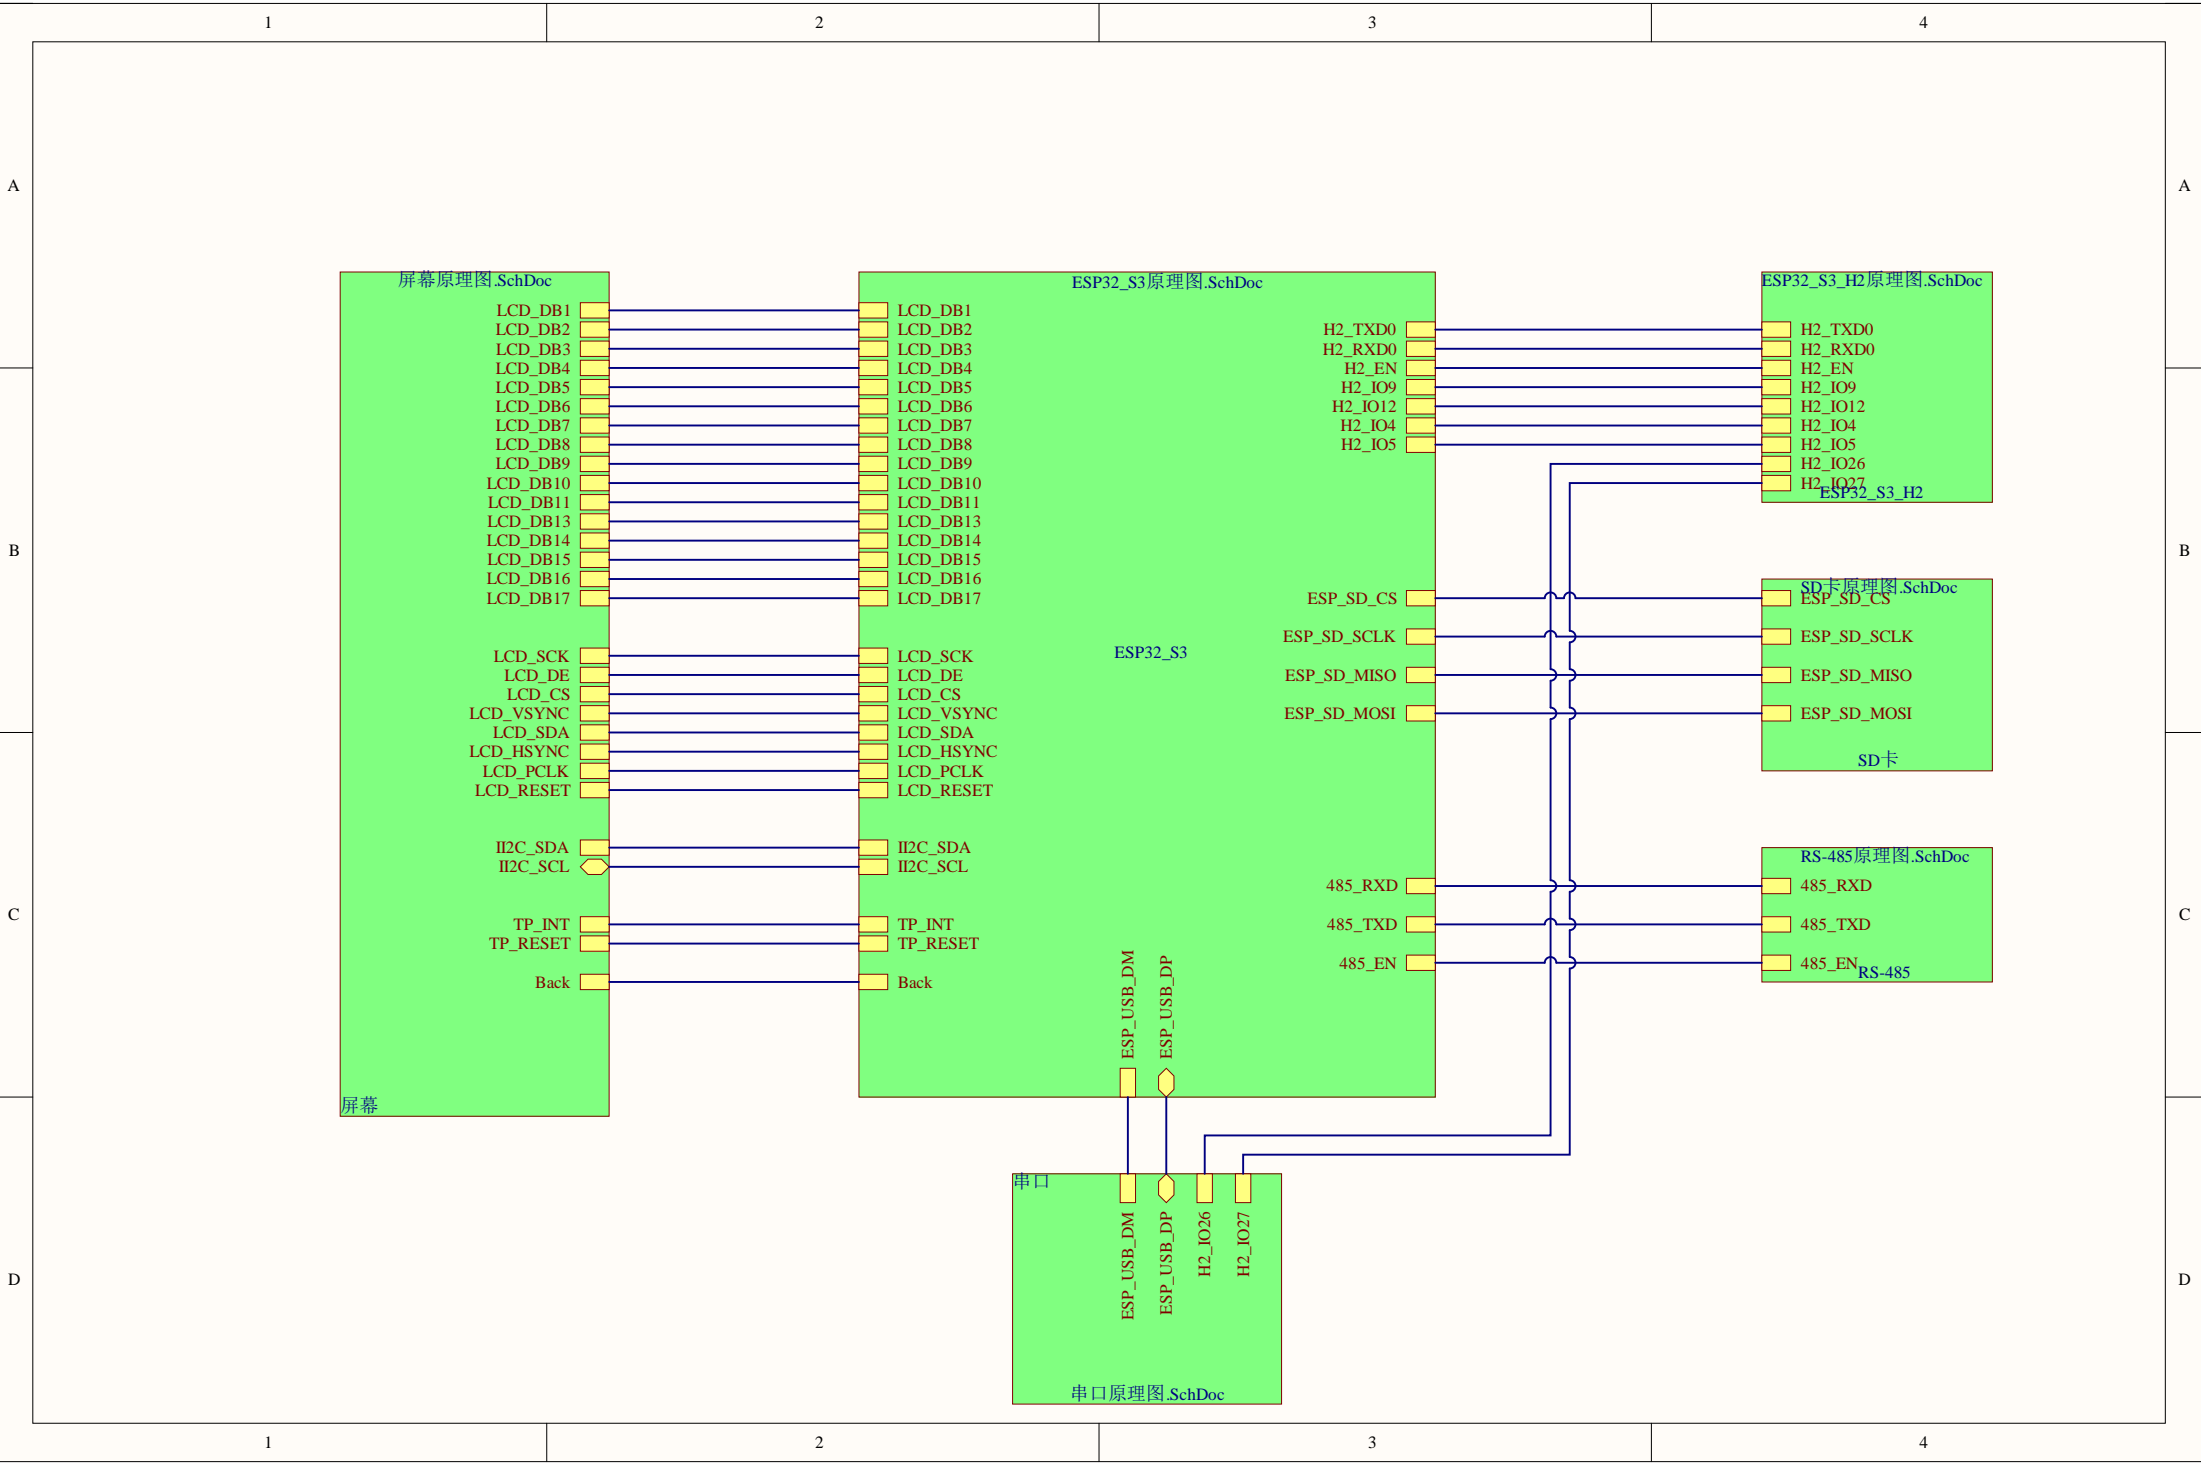 1 2 3 4
A A
屏幕原理图.SchDoc
LCD_DB1
LCD_DB2
LCD_DB3
LCD_DB4
LCD_DB5
LCD_DB6
LCD_DB7
LCD_DB8
LCD_DB9
LCD_DB10
LCD_DB11
LCD_DB13
LCD_DB14
LCD_DB15
LCD_DB16
LCD_DB17
LCD_SCK
LCD_DE
LCD_CS
LCD_VSYNC
LCD_SDA
LCD_HSYNC
LCD_PCLK
LCD_RESET
II2C_SDA
II2C_SCL
TP_INT
TP_RESET
Back
屏幕
ESP32_S3原理图.SchDoc
LCD_DB1
LCD_DB2
LCD_DB3
LCD_DB4
LCD_DB5
LCD_DB6
LCD_DB7
LCD_DB8
LCD_DB9
LCD_DB10
LCD_DB11
LCD_DB13
LCD_DB14
LCD_DB15
LCD_DB16
LCD_DB17
LCD_SCK
LCD_DE
LCD_CS
LCD_VSYNC
LCD_SDA
LCD_HSYNC
LCD_PCLK
LCD_RESET
II2C_SDA
II2C_SCL
TP_INT
TP_RESET
Back
ESP32_S3
H2_TXD0
H2_RXD0
H2_EN
H2_IO9
H2_IO12
H2_IO4
H2_IO5
ESP_SD_CS
ESP_SD_SCLK
ESP_SD_MISO
ESP_SD_MOSI
485_RXD
485_TXD
485_EN
ESP_USB_DM
ESP_USB_DP
ESP32_S3_H2原理图.SchDoc
H2_TXD0
H2_RXD0
H2_EN
H2_IO9
H2_IO12
H2_IO4
H2_IO5
H2_IO26
H2_IO27
ESP32_S3_H2
B B
SD卡原理图.SchDoc
ESP_SD_CS
ESP_SD_SCLK
ESP_SD_MISO
ESP_SD_MOSI
SD卡
RS-485原理图.SchDoc
485_RXD
485_TXD
485_EN
RS-485
C C
串口
ESP_USB_DM
ESP_USB_DP
H2_IO26
H2_IO27
串口原理图.SchDoc
D D
1 2 3 4